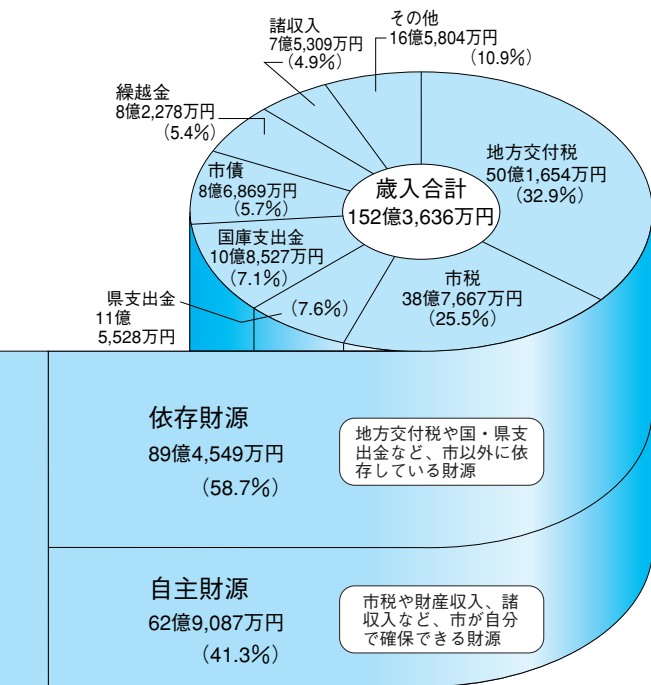 諸収入
7億5,309万円
(4.9%)
その他
16億5,804万円
(10.9%)
繰越金
8億2,278万円
(5.4%)
市債
8億6,869万円
(5.7%)
国庫支出金
10億8,527万円
(7.1%)
県支出金
11億
5,528万円
(7.6%)
歳入合計
152億3,636万円
地方交付税
50億1,654万円
(32.9%)
市税
38億7,667万円
(25.5%)
依存財源
89億4,549万円
(58.7%)
地方交付税や国・県支
出金など、市以外に依
存している財源
自主財源
62億9,087万円
(41.3%)
市税や財産収入、諸
収入など、市が自分
で確保できる財源